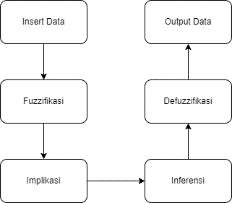 Insert Data
Fuzzifikasi
Implikasi
Inferensi
Defuzzifikasi
Output Data